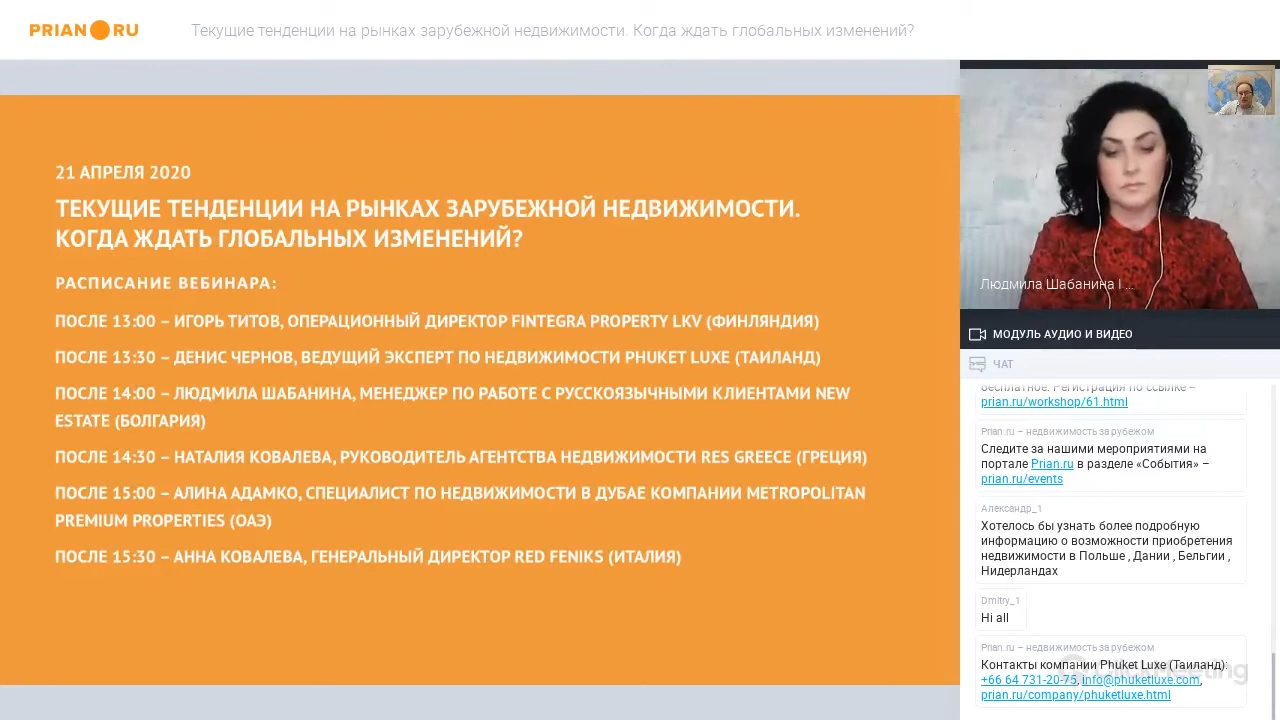 PRIAN RU
Текущие тенденции на рынках зарубежной недвижимости. Когда ждать глобальных изменений?
21 АПРЕЛЯ 2020
ТЕКУЩИЕ ТЕНДЕНЦИИ НА РЫНКАХ ЗАРУБЕЖНОЙ НЕДВИЖИМОСТИ.
КОГДА ЖДАТЬ ГЛОБАЛЬНЫХ ИЗМЕНЕНИЙ?
РАСПИСАНИЕ ВЕБИНАРА:
ПОСЛЕ 13:00 – ИГОРЬ ТИТОВ, ОПЕРАЦИОННЫЙ ДИРЕКТОР FINTEGRA PROPERTY LKV (ФИНЛЯНДИЯ)
ПОСЛЕ 13:30 – ДЕНИС ЧЕРНОВ, ВЕДУЩИЙ ЭКСПЕРТ ПО НЕДВИЖИМОСТИ PHUKET LUXE (ТАИЛАНД)
ПОСЛЕ 14:00 – ЛЮДМИЛА ШАБАНИНА, МЕНЕДЖЕР ПО РАБОТЕ С РУССКОЯЗЫЧНЫМИ КЛИЕНТАМИ NEW
ESTATE (БОЛГАРИЯ)
ПОСЛЕ 14:30 – НАТАЛИЯ КОВАЛЕВА, РУКОВОДИТЕЛЬ АГЕНТСТВА НЕДВИЖИМОСТИ RES GREECE (ГРЕЦИЯ)
ПОСЛЕ 15:00 – АЛИНА АДАМКО, СПЕЦИАЛИСТ ПО НЕДВИЖИМОСТИ В ДУБАЕ КОМПАНИИ METROPOLITAN
PREMIUM PROPERTIES (ОАЭ)
ПОСЛЕ 15:30 – АННА КОВАЛЕВА, ГЕНЕРАЛЬНЫЙ ДИРЕКТОР RED FENIKS (ИТАЛИЯ)
Людмила Шабанина I ...
МОДУЛЬ АУДИО И ВИДЕО
ЧАТ
бесплатное. Регистрация по ссылке –
prian.ru/workshop/61.html
Prian.ru – недвижимость за рубежом
Следите за нашими мероприятиями на
портале Prian.ru в разделе «События» –
prian.ru/events
Александр_1
Хотелось бы узнать более подробную
информацию о возможности приобретения
недвижимости в Польше , Дании , Бельгии ,
Нидерландах
Dmitry_1
Hi all
Prian.ru – недвижимость за рубежом
Контакты компании Phuket Luxe (Таиланд):
+66 64 731-20-75, info@phuketluxe.com,
prian.ru/company/phuketluxe.html